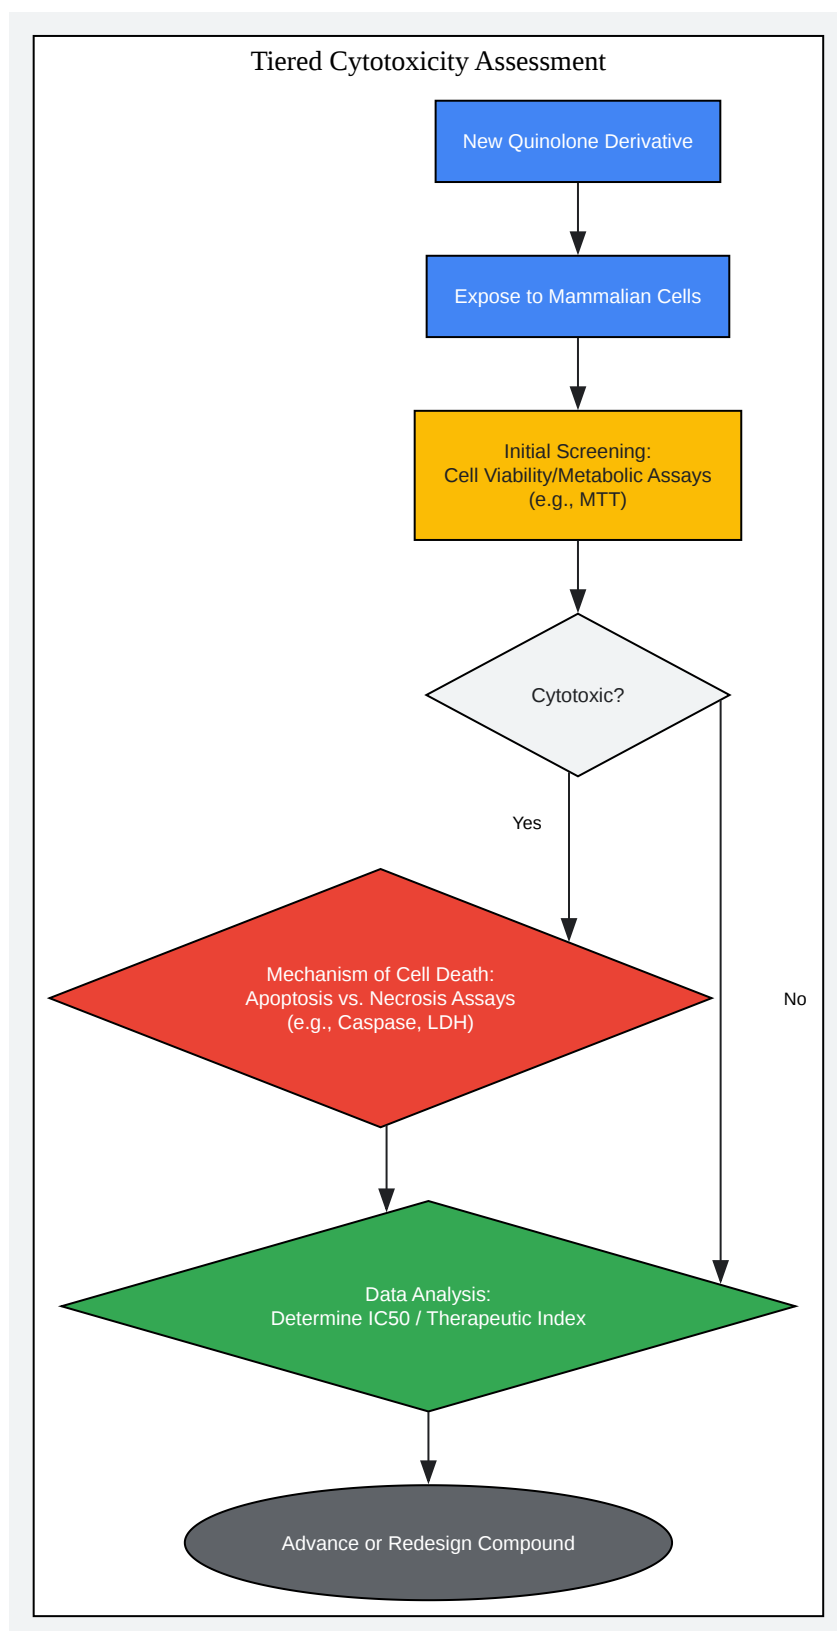 Tiered Cytotoxicity Assessment
New Quinolone Derivative
Expose to Mammalian Cells
Initial Screening:
Cell Viability/Metabolic Assays
(e.g., MTT)
Cytotoxic?
Yes
Mechanism of Cell Death:
Apoptosis vs. Necrosis Assays
(e.g., Caspase, LDH)
No
Data Analysis:
Determine IC50 / Therapeutic Index
Advance or Redesign Compound